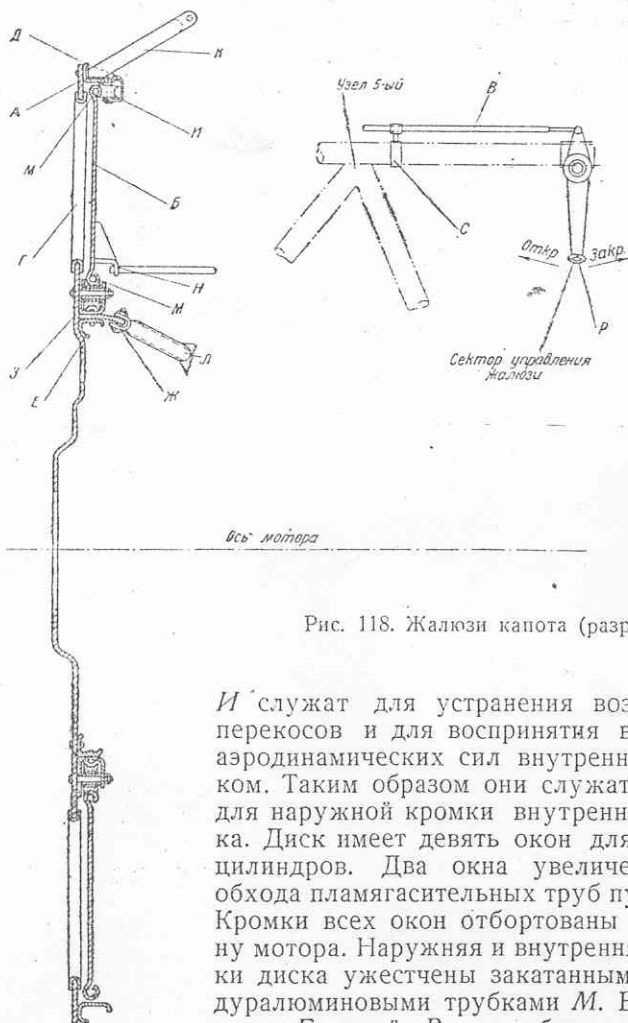 Д
К
А
И
М
Б
Г
Н
М
З
Л
Е
Ж
Узел 5-ый
В
С
Откр
Закр.
Р
Сектор управления
жалюзи
Ось мотора
Рис. 118. Жалюзи капота (разр
И служат для устранения воз
перекосов и для воспринятия в
аэродинамических сил внутренн
ком. Таким образом они служат
для наружной кромки внутренн
ка. Диск имеет девять окон для
цилиндров. Два окна увеличе
обхода пламягасительных труб пу
Кромки всех окон отбортованы
ну мотора. Наружняя и внутрення
ки диска ужестчены закатанным
дуралюминовыми трубками М. В